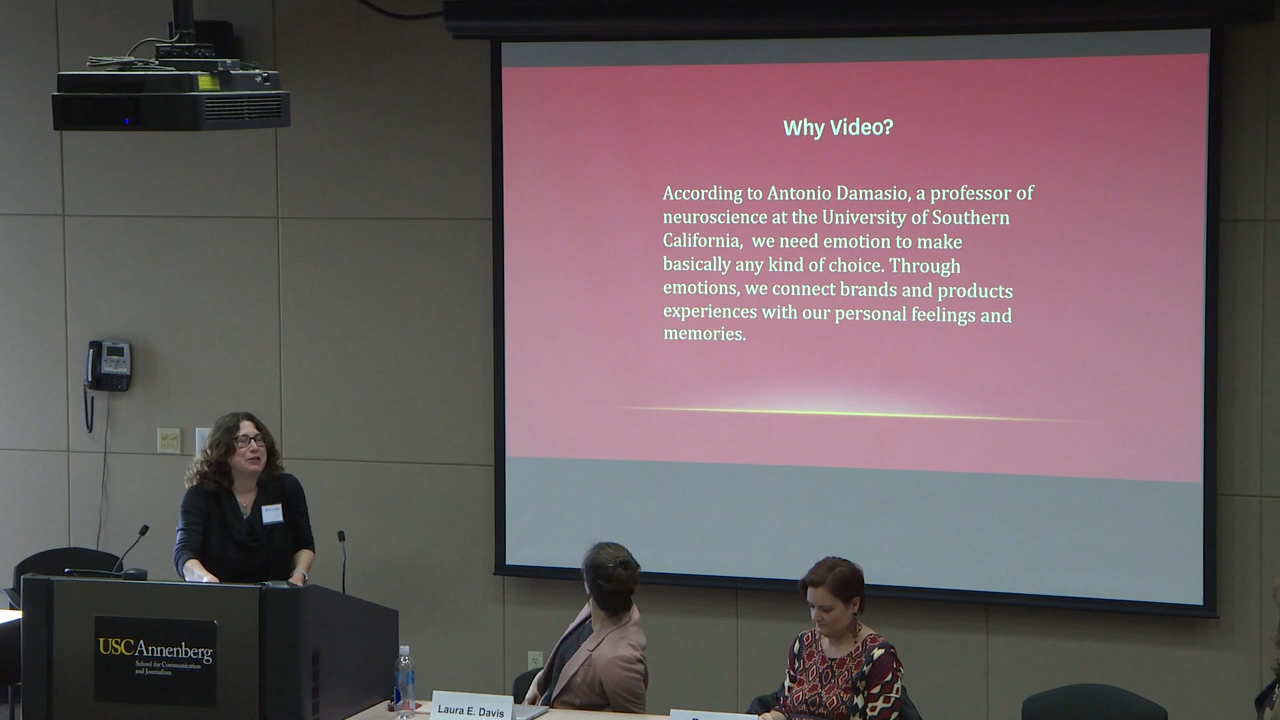 Why Video?
According to Antonio Damasio, a professor of
neuroscience at the University of Southern
California, we need emotion to make
basically any kind of choice. Through
emotions, we connect brands and products
experiences with our personal feelings and
memories.
USC Annenberg
School for Communication
and Journalism
Laura E. Davis